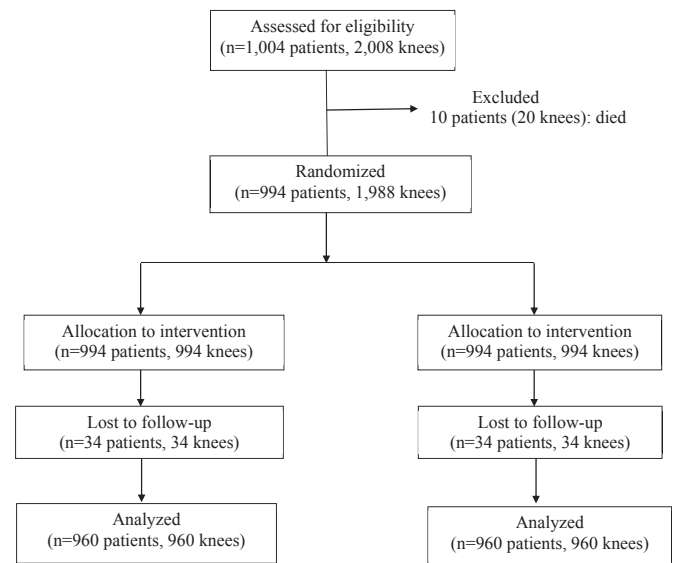 Assessed for eligibility
(n=1,004 patients, 2,008 knees)
Excluded
10 patients (20 knees): died
Randomized
(n=994 patients, 1,988 knees)
Allocation to intervention
(n=994 patients, 994 knees)
Allocation to intervention
(n=994 patients, 994 knees)
Lost to follow-up
(n=34 patients, 34 knees)
Lost to follow-up
(n=34 patients, 34 knees)
Analyzed
(n=960 patients, 960 knees)
Analyzed
(n=960 patients, 960 knees)